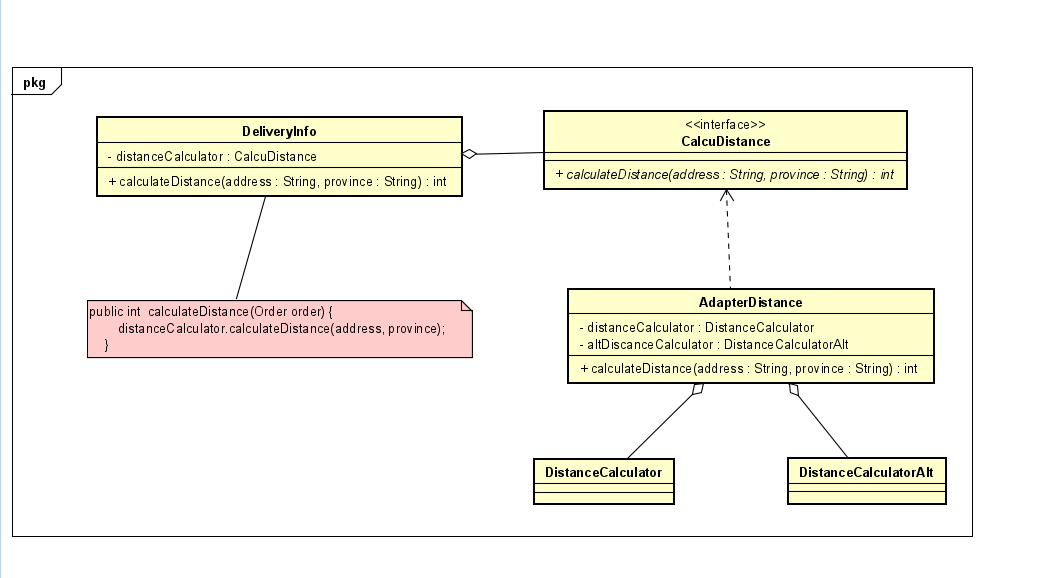 pkg
DeliveryInfo
- distanceCalculator : CalcuDistance
+ calculateDistance(address : String, province : String) : int
<<interface>>
CalcuDistance
+ calculateDistance(address : String, province : String) : int
public int calculateDistance(Order order) {
distanceCalculator.calculateDistance(address, province);
}
AdapterDistance
- distanceCalculator : DistanceCalculator
- altDiscanceCalculator : DistanceCalculatorAlt
+ calculateDistance(address : String, province : String) : int
DistanceCalculator
DistanceCalculatorAlt